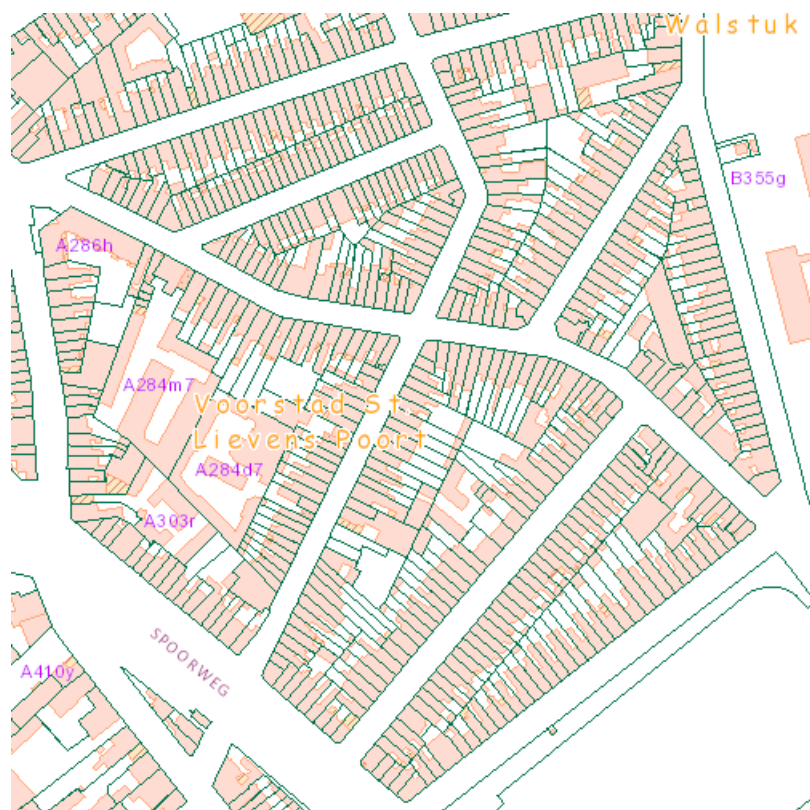 Walstuk
B355g
A286h
A284m7
Voorstad St
Lievens Poort
A284d7
A303r
SPOORWEG
A410y